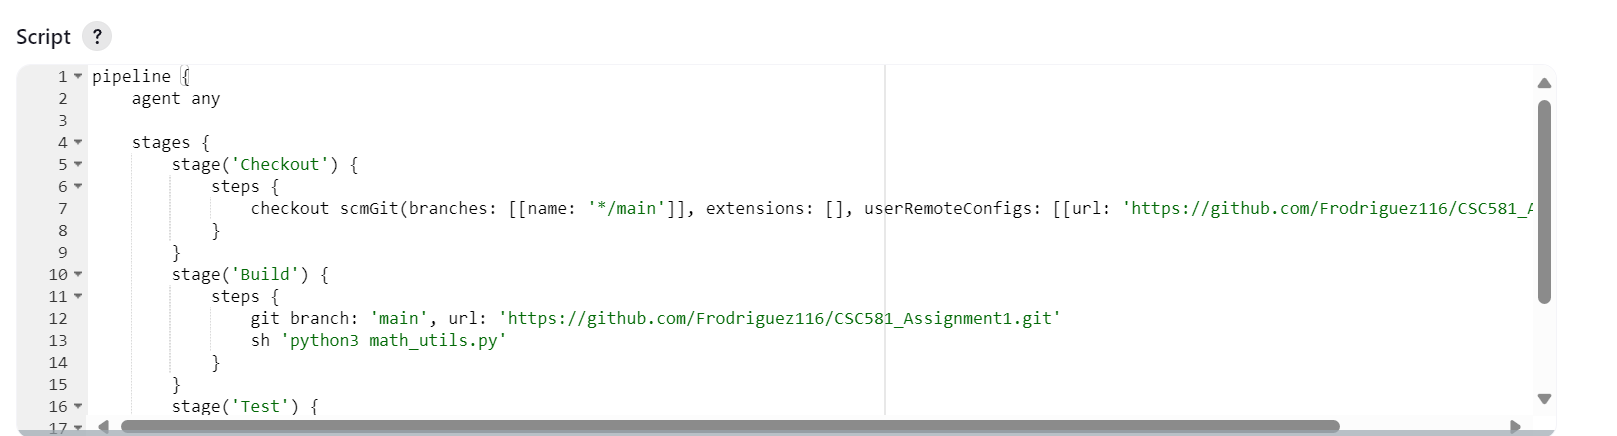 Script ?
1 pipeline {
2 agent any
3
4 stages {
5 stage('Checkout') {
6 steps {
7 checkout scmGit(branches: [[name: '*/main']], extensions: [], userRemoteConfigs: [[url: 'https://github.com/Frodriguez116/CSC581_A
8 }
9 }
10 stage('Build') {
11 steps {
12 git branch: 'main', url: 'https://github.com/Frodriguez116/CSC581_Assignment1.git'
13 sh 'python3 math_utils.py'
14 }
15 }
16 stage('Test') {
17